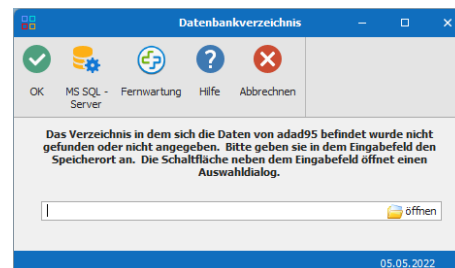 Datenbankverzeichnis
OK
MS SQL -
Server
Fernwartung
Hilfe
Abbrechnen
Das Verzeichnis in dem sich die Daten von adad95 befindet wurde nicht
gefunden oder nicht angegeben. Bitte geben sie in dem Eingabefeld den
Speicherort an. Die Schaltfläche neben dem Eingabefeld öffnet einen
Auswahldialog.
öffnen
05.05.2022